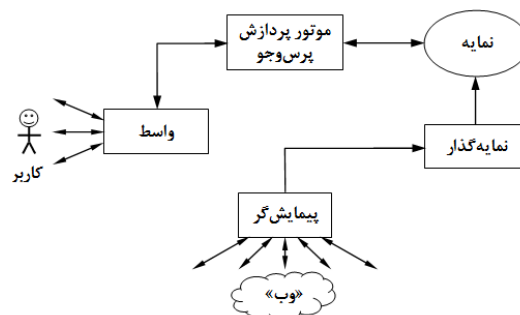 موتور پردازش
پرس‌وجو
نمایه
واسط
نمایه‌گذار
کاربر
پیمایش‌گر
«وب»